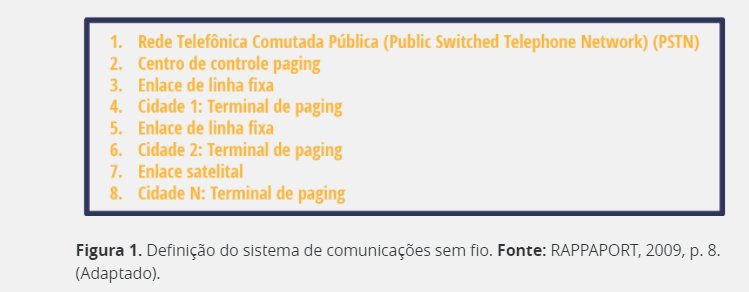 1. Rede Telefônica Comutada Pública (Public Switched Telephone Network) (PSTN)
2. Centro de controle paging
3. Enlace de linha fixa
4. Cidade 1: Terminal de paging
5. Enlace de linha fixa
6. Cidade 2: Terminal de paging
7. Enlace satelital
8. Cidade N: Terminal de paging
Figura 1. Definição do sistema de comunicações sem fio. Fonte: RAPPAPORT, 2009, p. 8.
(Adaptado).